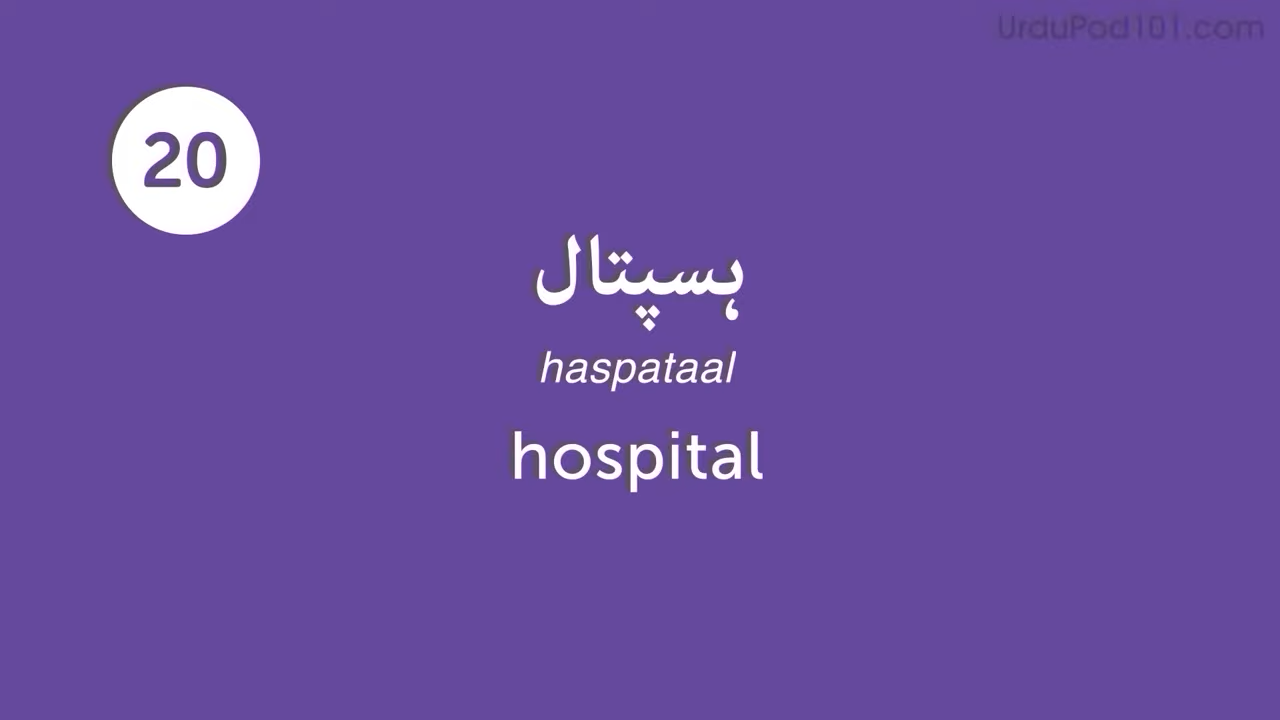 UrduPod101.com
20
ہسپتال
haspataal
hospital